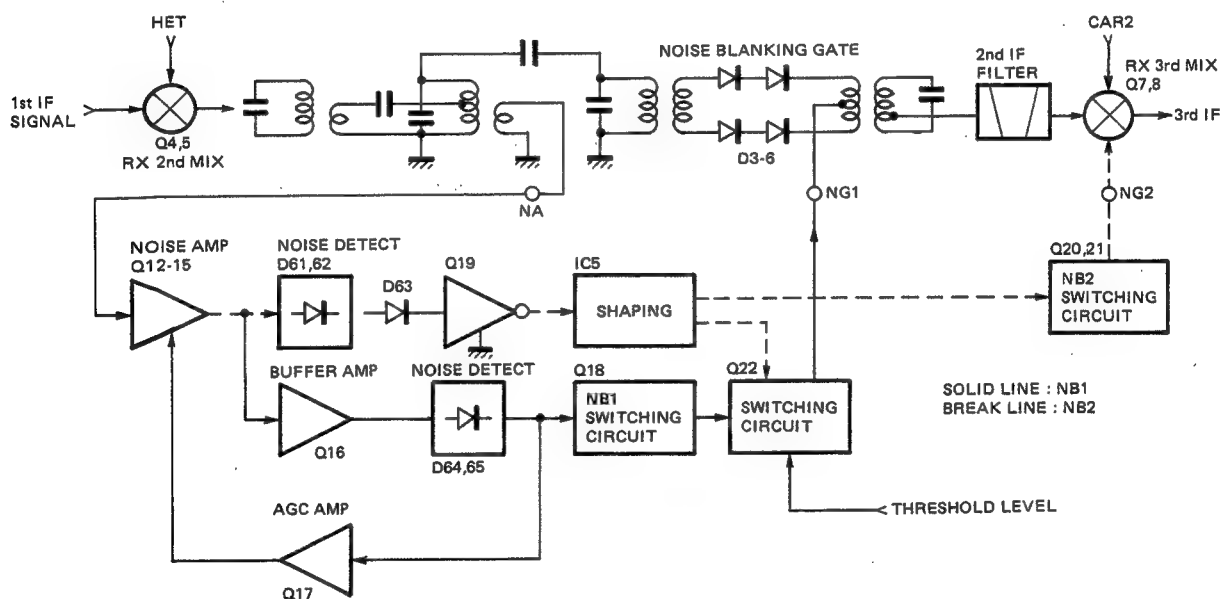 HET
1st IF
SIGNAL
Q4,5
RX 2nd MIX
NOISE BLANKING GATE
D3-6
2nd IF
FILTER
CAR2
RX 3rd MIX
Q7,8
3rd IF
NA
NG1
NG2
NOISE AMP
Q12-15
NOISE DETECT
D61,62
D63
Q19
IC5
SHAPING
Q20,21
NB2
SWITCHING
CIRCUIT
BUFFER AMP
Q16
NOISE DETECT
D64,65
Q18
NB1
SWITCHING
CIRCUIT
Q22
SWITCHING
CIRCUIT
SOLID LINE : NB1
BREAK LINE : NB2
AGC AMP
Q17
THRESHOLD LEVEL